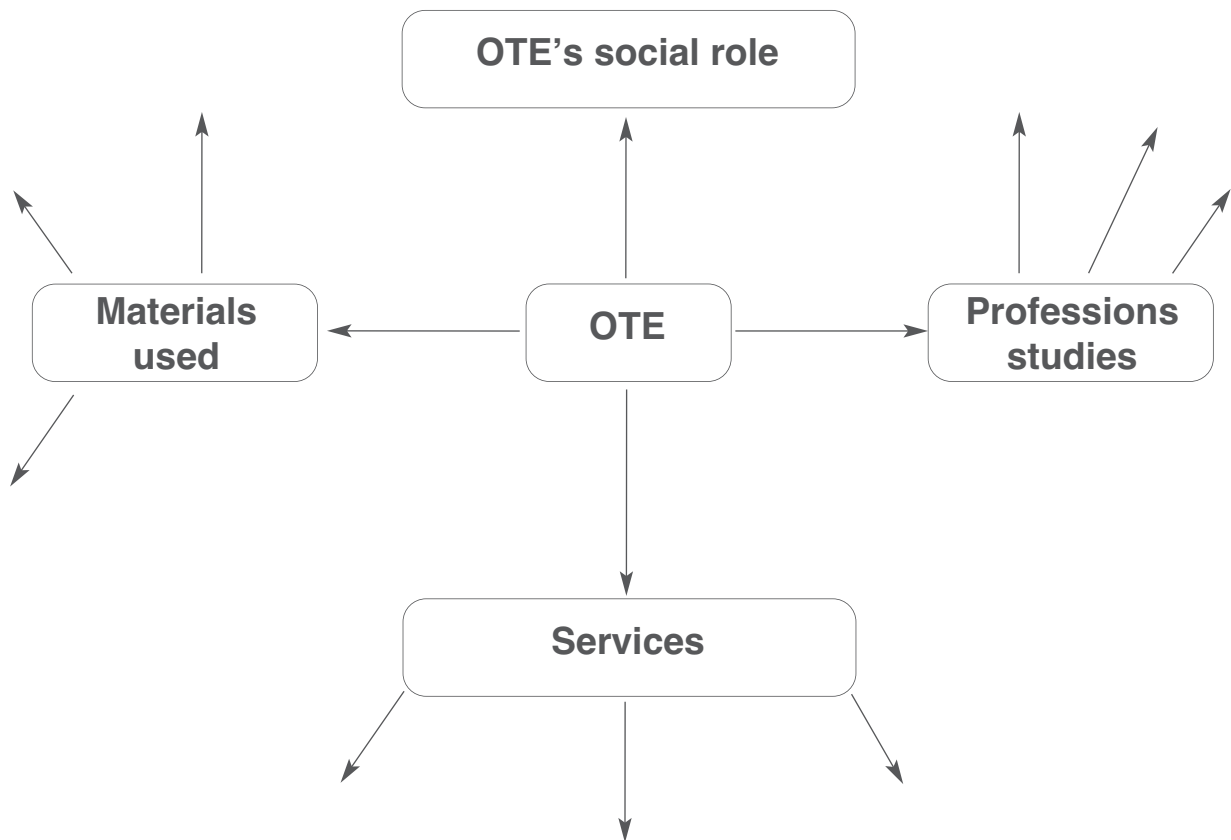 OTE’s social role
Materials
used
OTE
Professions
studies
Services